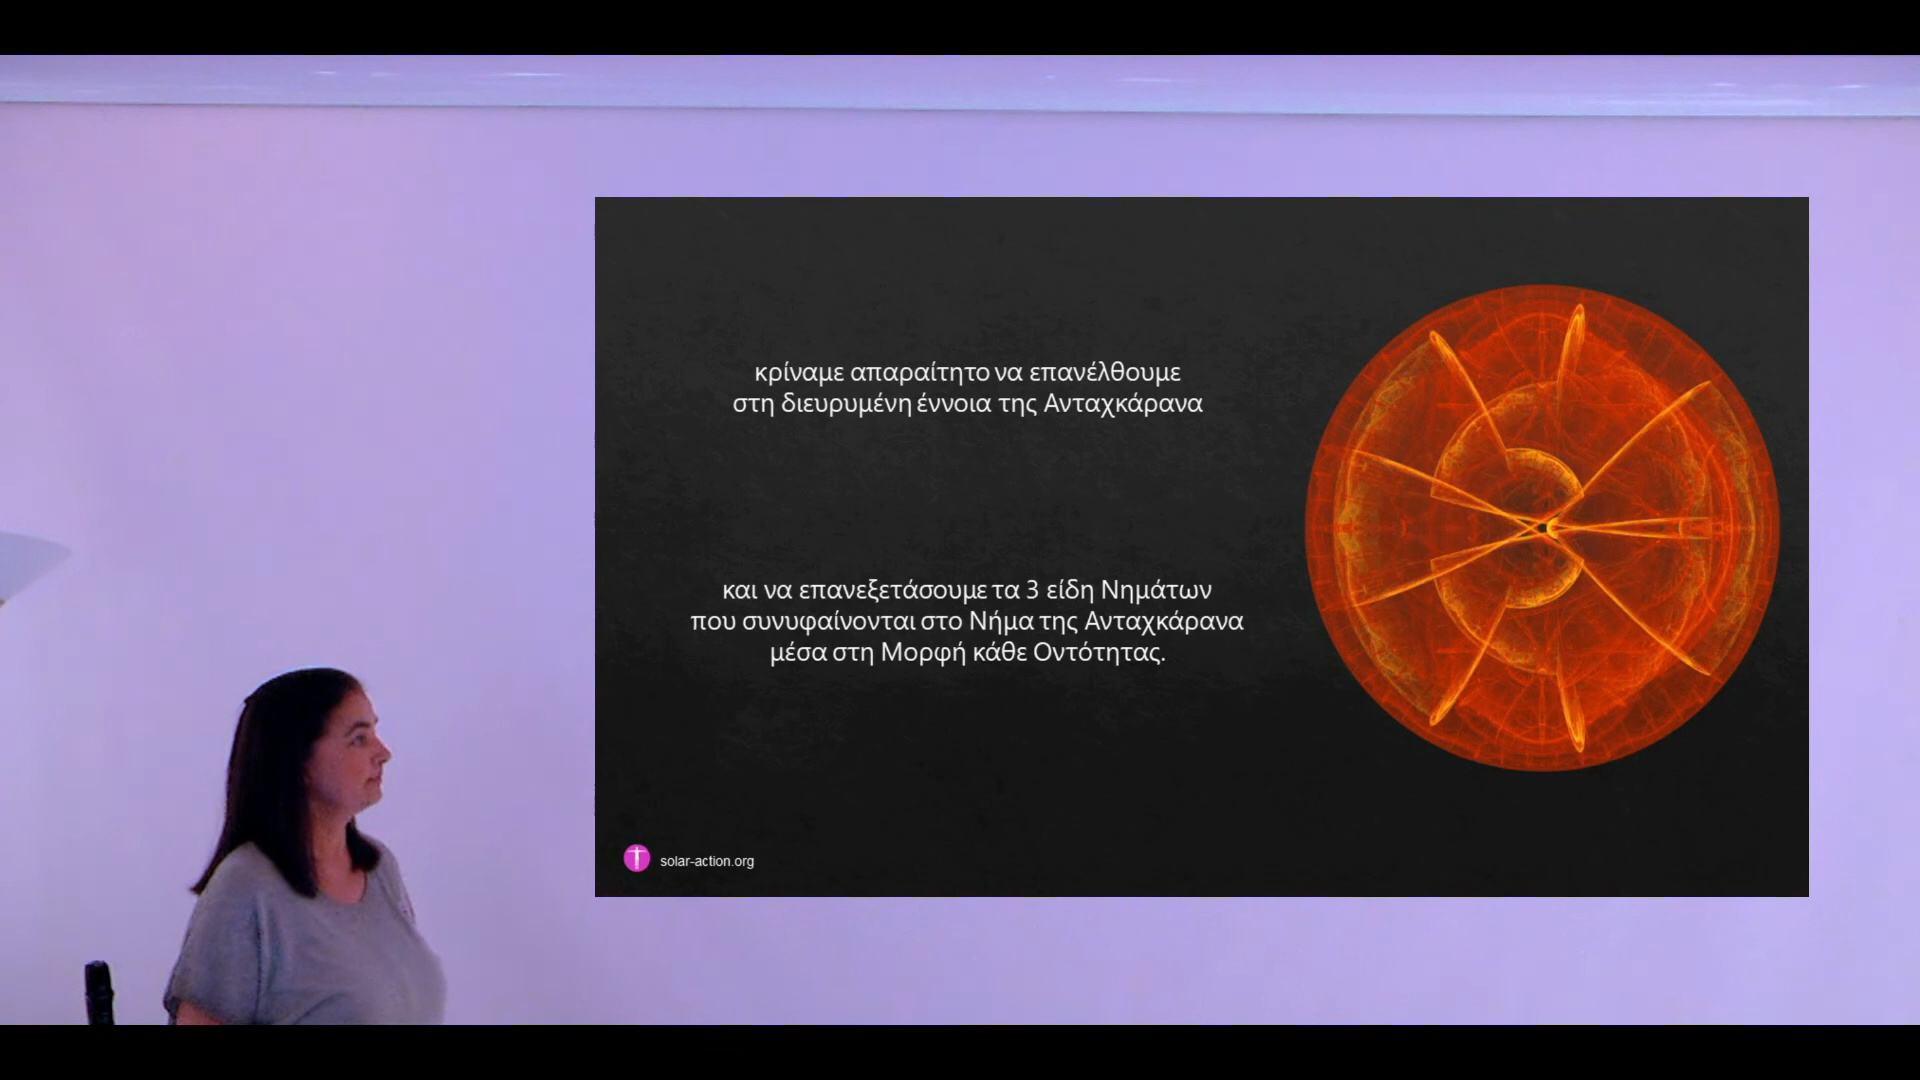 κρίναμε απαραίτητο να επανέλθουμε
στη διευρυμένη έννοια της Ανταχκάρανα
και να επανεξετάσουμε τα 3 είδη Νημάτων
που συνυφαίνονται στο Νήμα της Ανταχκάρανα
μέσα στη Μορφή κάθε Οντότητας.
solar-action.org